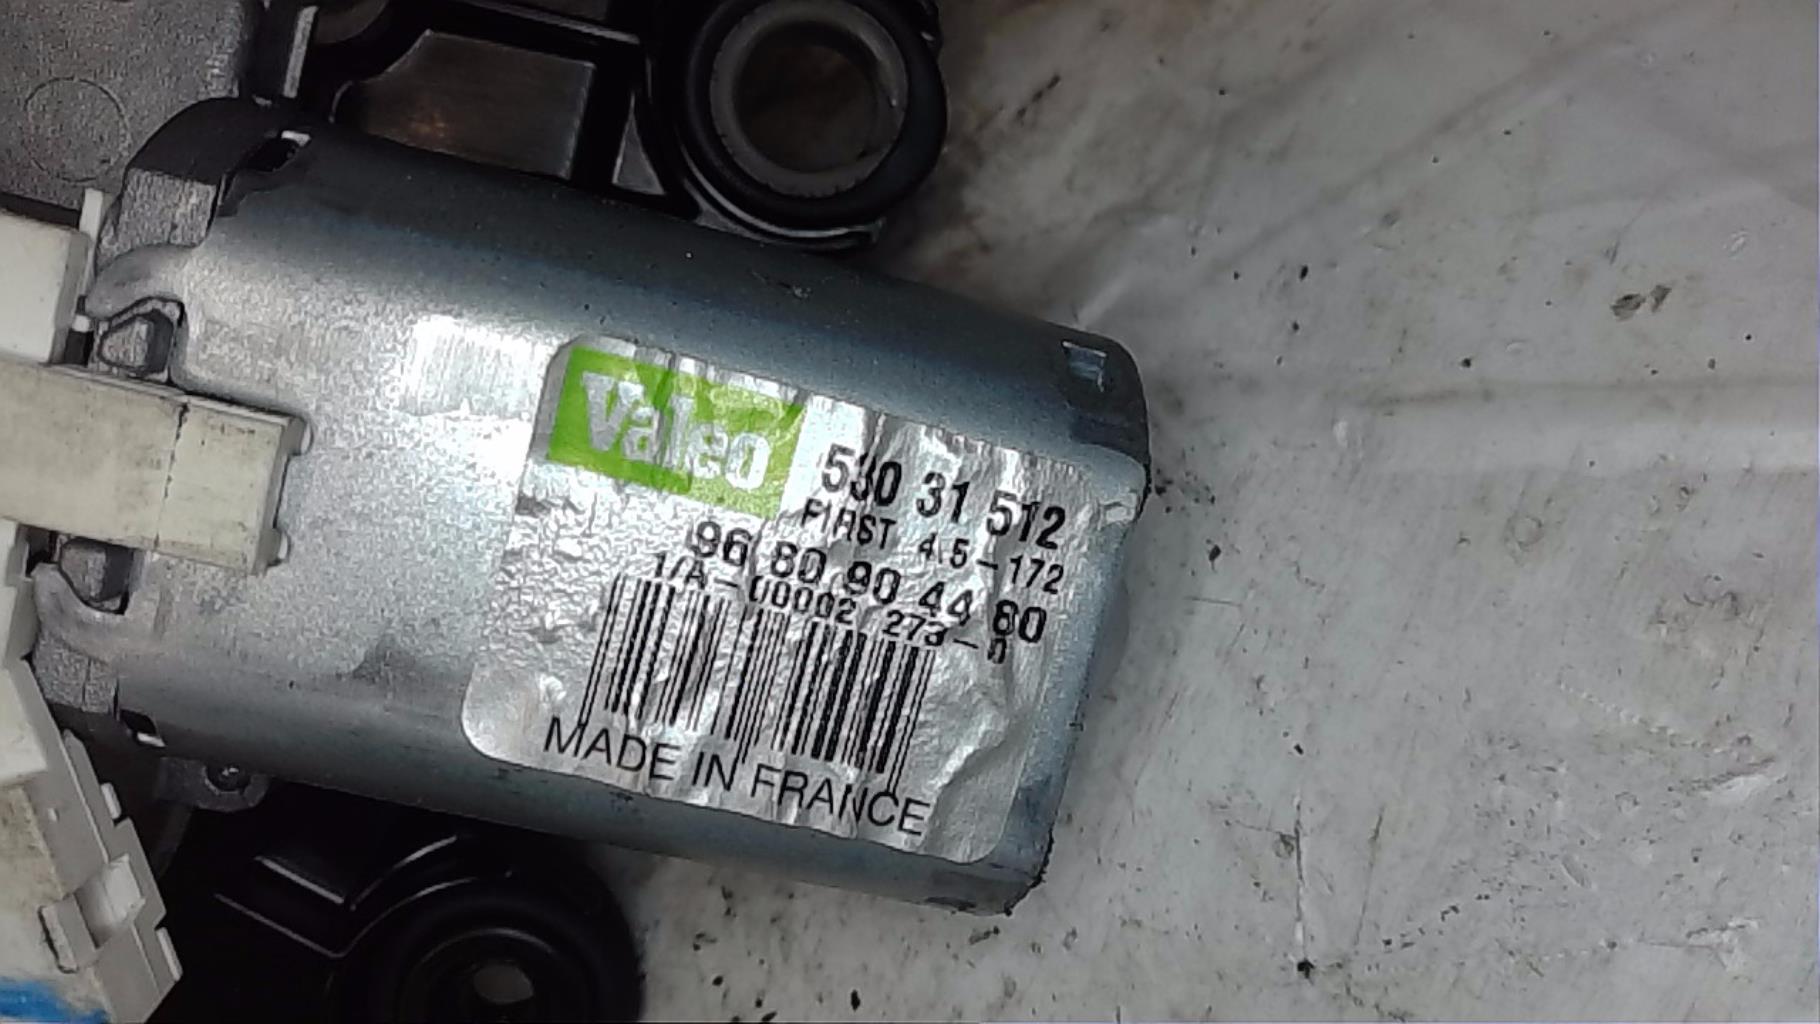 Valeo
530 31 512
FIRST 4.5-172
96 80 90 44 80
1/A-00002 273-0
MADE IN FRANCE